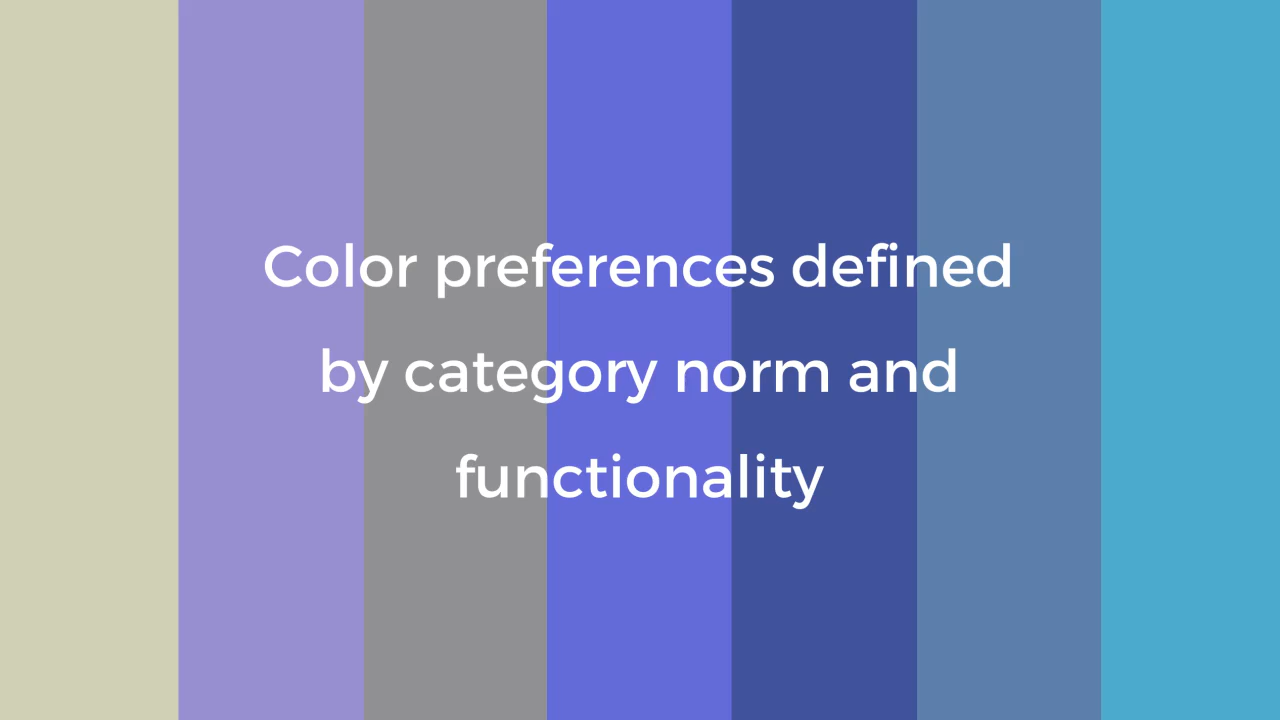 Color preferences defined
by category norm and
functionality